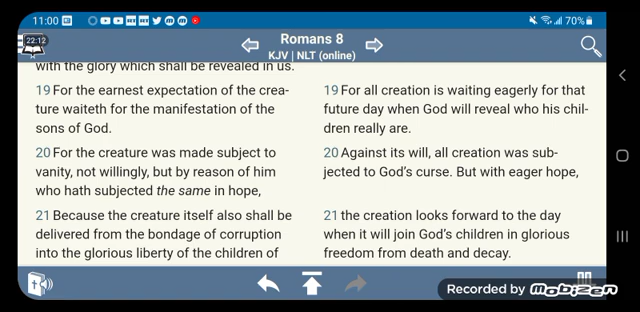 11:00
70%
22:12
Romans 8
KJV | NLT (online)
with the glory which shall be revealed in us.
19 For the earnest expectation of the crea-
ture waiteth for the manifestation of the
sons of God.
20 For the creature was made subject to
vanity, not willingly, but by reason of him
who hath subjected the same in hope,
21 Because the creature itself also shall be
delivered from the bondage of corruption
into the glorious liberty of the children of
19 For all creation is waiting eagerly for that
future day when God will reveal who his chil-
dren really are.
20 Against its will, all creation was sub-
jected to God's curse. But with eager hope,
21 the creation looks forward to the day
when it will join God's children in glorious
freedom from death and decay.
Recorded by Mobizen